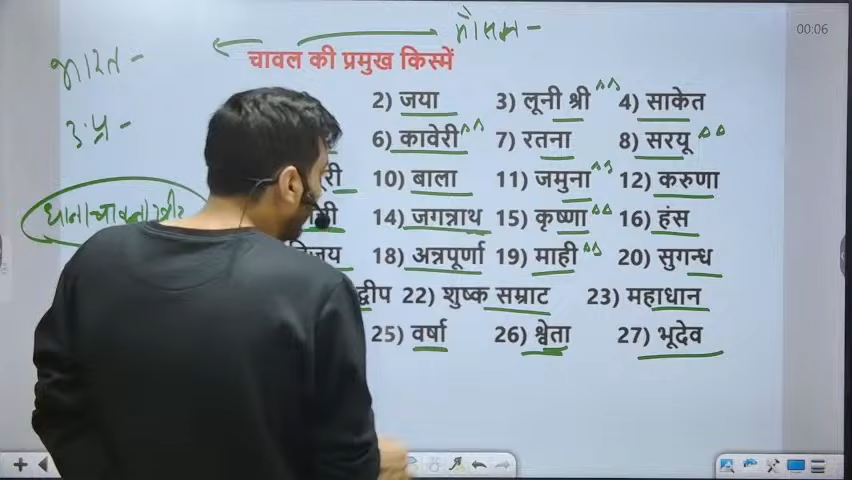 मौसम -
00:06
भारत -
चावल की प्रमुख किस्में
2) जया 3) लूनी श्री 4) साकेत
उ.प्र -
6) कावेरी 7) रतना 8) सरयू
री 10) बाला 11) जमुना 12) करुणा
14) जगन्नाथ 15) कृष्णा 16) हंस
जय 18) अन्नपूर्णा 19) माही 20) सुगन्ध
द्वीप 22) शुष्क सम्राट 23) महाधान
25) वर्षा 26) श्वेता 27) भूदेव